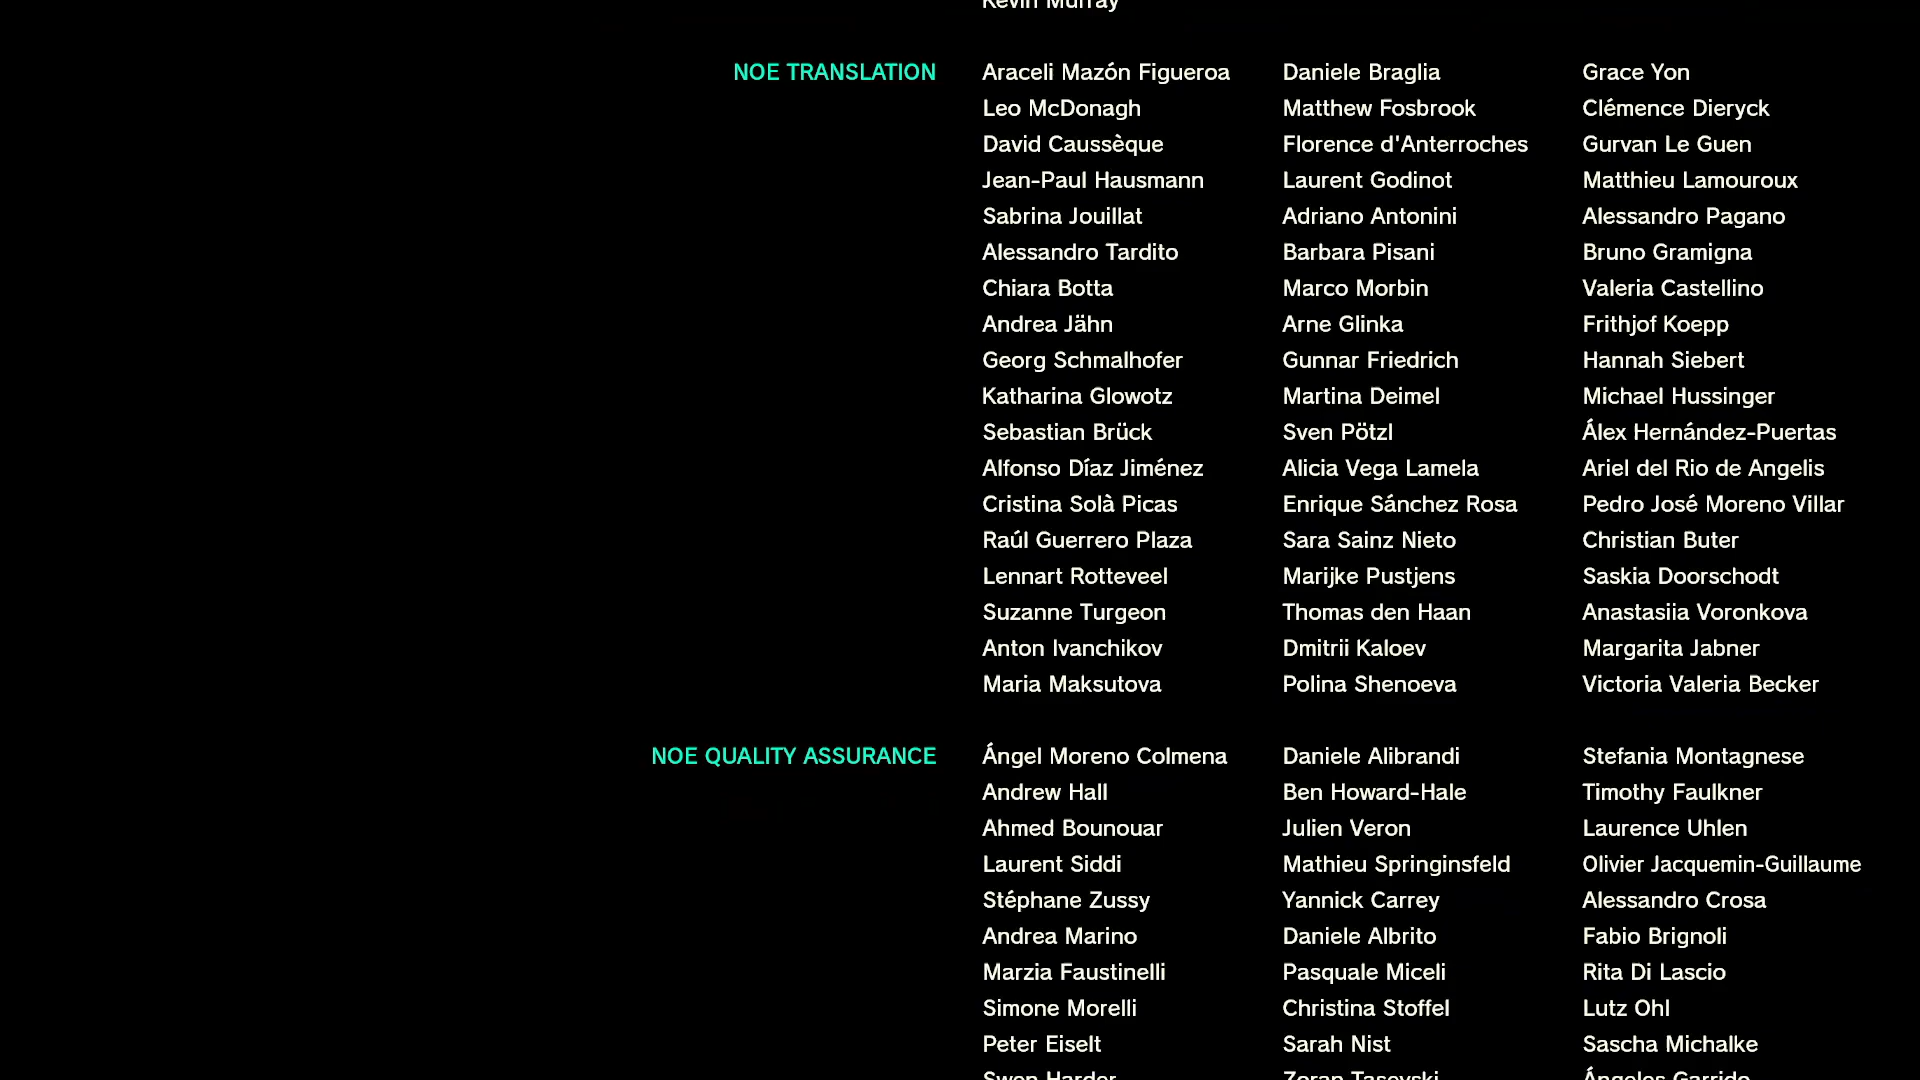 Kevin Murray
NOE TRANSLATION Araceli Mazón Figueroa Daniele Braglia Grace Yon
Leo McDonagh Matthew Fosbrook Clémence Dieryck
David Caussèque Florence d'Anterroches Gurvan Le Guen
Jean-Paul Hausmann Laurent Godinot Matthieu Lamouroux
Sabrina Jouillat Adriano Antonini Alessandro Pagano
Alessandro Tardito Barbara Pisani Bruno Gramigna
Chiara Botta Marco Morbin Valeria Castellino
Andrea Jähn Arne Glinka Frithjof Koepp
Georg Schmalhofer Gunnar Friedrich Hannah Siebert
Katharina Glowotz Martina Deimel Michael Hussinger
Sebastian Brück Sven Pötzl Álex Hernández-Puertas
Alfonso Díaz Jiménez Alicia Vega Lamela Ariel del Rio de Angelis
Cristina Solà Picas Enrique Sánchez Rosa Pedro José Moreno Villar
Raúl Guerrero Plaza Sara Sainz Nieto Christian Buter
Lennart Rotteveel Marijke Pustjens Saskia Doorschodt
Suzanne Turgeon Thomas den Haan Anastasiia Voronkova
Anton Ivanchikov Dmitrii Kaloev Margarita Jabner
Maria Maksutova Polina Shenoeva Victoria Valeria Becker
NOE QUALITY ASSURANCE Ángel Moreno Colmena Daniele Alibrandi Stefania Montagnese
Andrew Hall Ben Howard-Hale Timothy Faulkner
Ahmed Bounouar Julien Veron Laurence Uhlen
Laurent Siddi Mathieu Springinsfeld Olivier Jacquemin-Guillaume
Stéphane Zussy Yannick Carrey Alessandro Crosa
Andrea Marino Daniele Albrito Fabio Brignoli
Marzia Faustinelli Pasquale Miceli Rita Di Lascio
Simone Morelli Christina Stoffel Lutz Ohl
Peter Eiselt Sarah Nist Sascha Michalke
Swen Harder Zoran Tasevski Ángeles Garrido